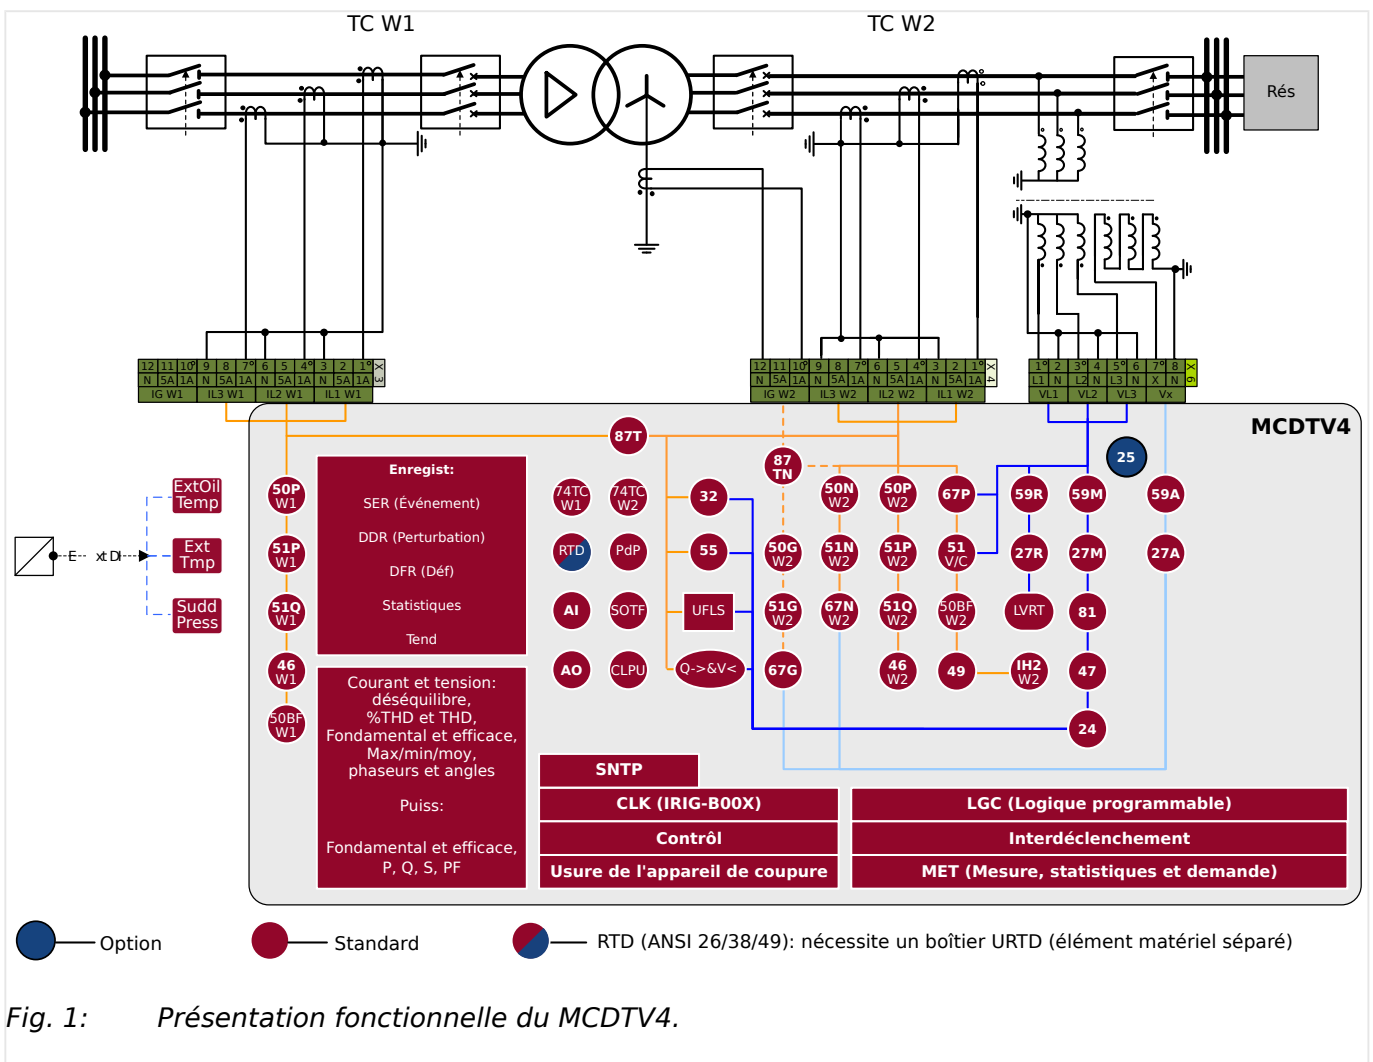 TC W1
TC W2
Rés
12 11 10° 9 8 7° 6 5 4° 3 2 1°
N 5A 1A N 5A 1A N 5A 1A N 5A 1A
IG W1 IL3 W1 IL2 W1 IL1 W1
X 3
12 11 10° 9 8 7° 6 5 4° 3 2 1°
N 5A 1A N 5A 1A N 5A 1A N 5A 1A
IG W2 IL3 W2 IL2 W2 IL1 W2
X 4
1° 2 3° 4 5 6 7° 8
L1 N L2 N L3 N X N
VL1 VL2 VL3 Vx
X 6
MCDTV4
87T
87
TN
25
ExtOil
Temp
Ext
Tmp
Sudd
Press
E xt DI
50P
W1
51P
W1
51Q
W1
46
W1
50BF
W1
Enregist:
SER (Événement)
DDR (Perturbation)
DFR (Déf)
Statistiques
Tend
Courant et tension:
déséquilibre,
%THD et THD,
Fondamental et efficace,
Max/min/moy,
phaseurs et angles
Puiss:
Fondamental et efficace,
P, Q, S, PF
74TC
W1
74TC
W2
32
RTD
PdP
55
AI
SOTF
UFLS
AO
CLPU
Q->&V<
50G
W2
51G
W2
67G
50N
W2
51N
W2
67N
W2
50P
W2
51P
W2
51Q
W2
46
W2
67P
51
V/C
50BF
W2
49
59R
27R
LVRT
IH2
W2
59M
27M
81
47
24
59A
27A
SNTP
CLK (IRIG-B00X)
Contrôl
Usure de l'appareil de coupure
LGC (Logique programmable)
Interdéclenchement
MET (Mesure, statistiques et demande)
Option
Standard
RTD (ANSI 26/38/49): nécessite un boîtier URTD (élément matériel séparé)
Fig. 1: Présentation fonctionnelle du MCDTV4.